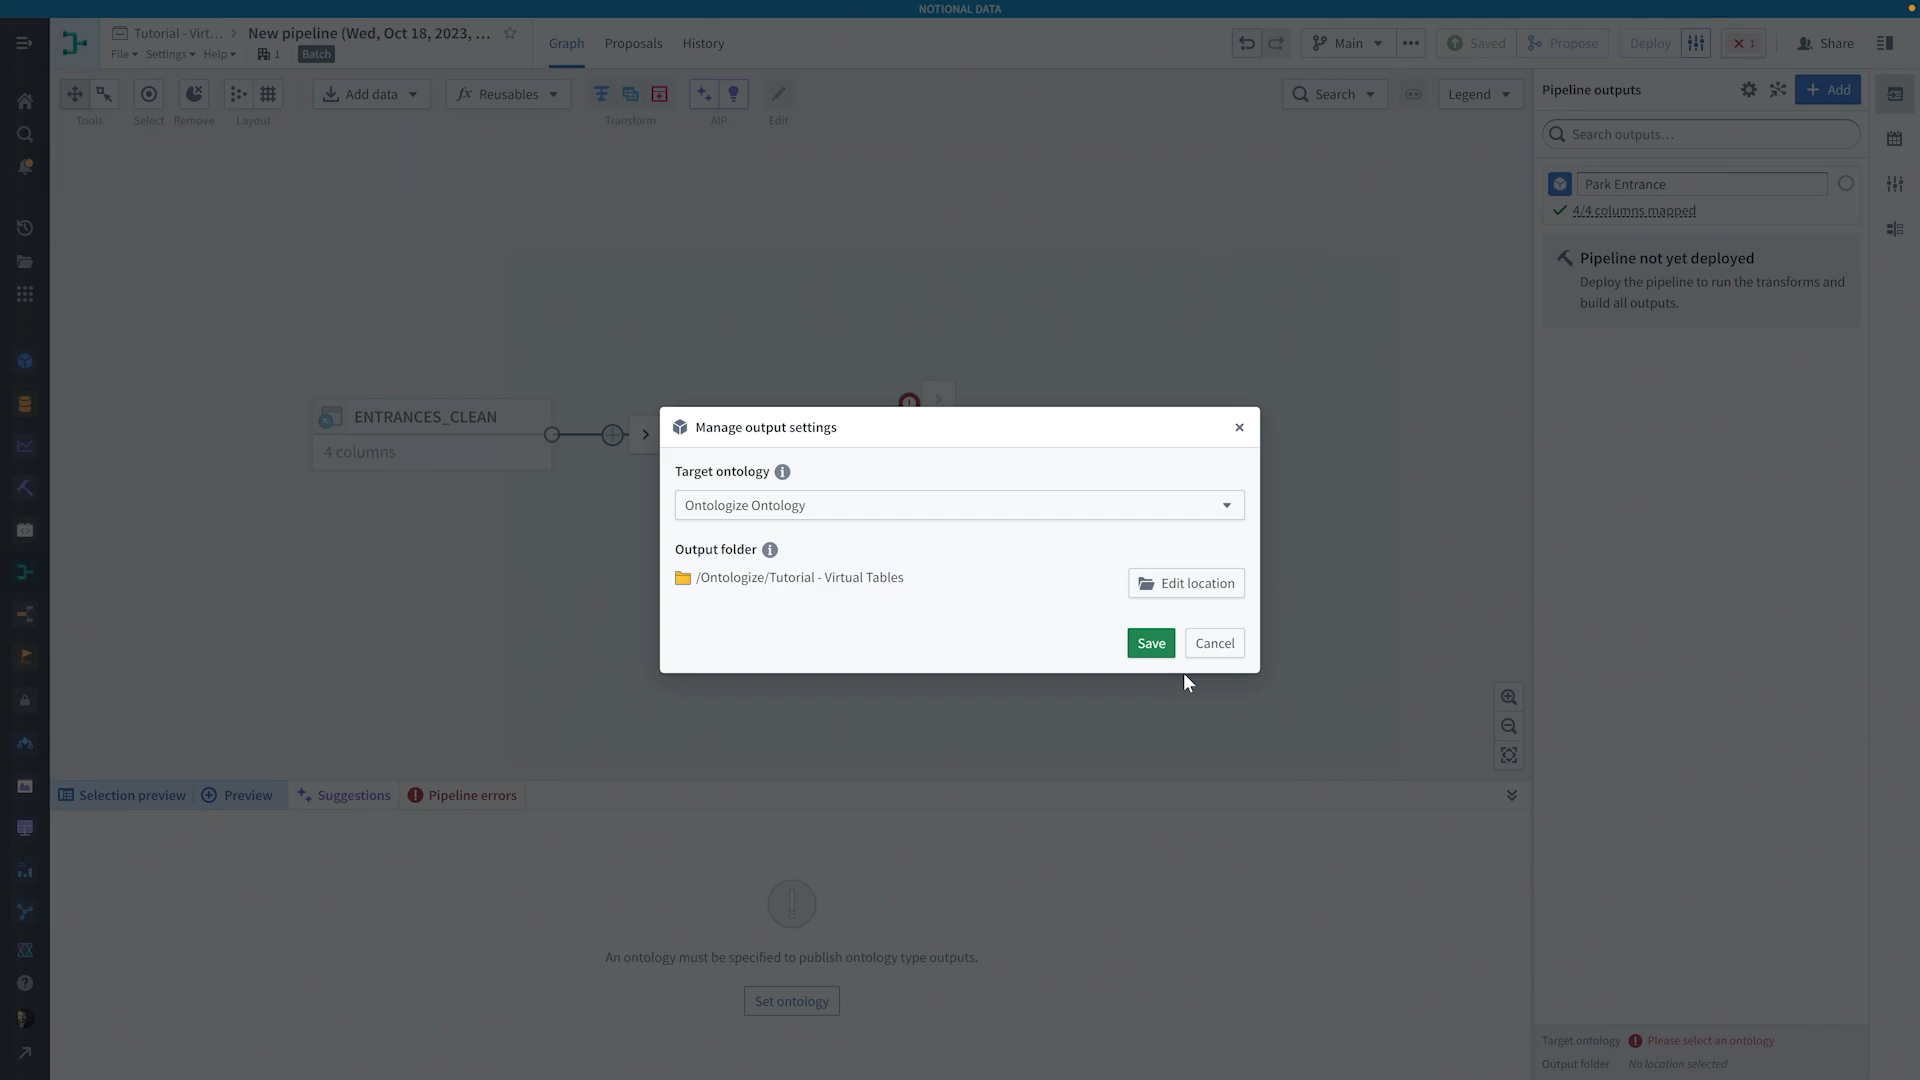 NOTIONAL DATA
Tutorial - Virt... > New pipeline (Wed, Oct 18, 2023, ...
File Settings Help 1 Batch
Graph Proposals History
Main
Saved
Propose
Deploy
1
Share
Tools
Select
Remove
Layout
Add data
fx Reusables
Transform
AIP
Edit
Search
Legend
Pipeline outputs
Add
Search outputs...
Park Entrance
4/4 columns mapped
Pipeline not yet deployed
Deploy the pipeline to run the transforms and
build all outputs.
ENTRANCES_CLEAN
4 columns
Manage output settings
Target ontology
Ontologize Ontology
Output folder
/Ontologize/Tutorial - Virtual Tables
Edit location
Save
Cancel
Selection preview
Preview
Suggestions
Pipeline errors
An ontology must be specified to publish ontology type outputs.
Set ontology
Target ontology Please select an ontology
Output folder No location selected